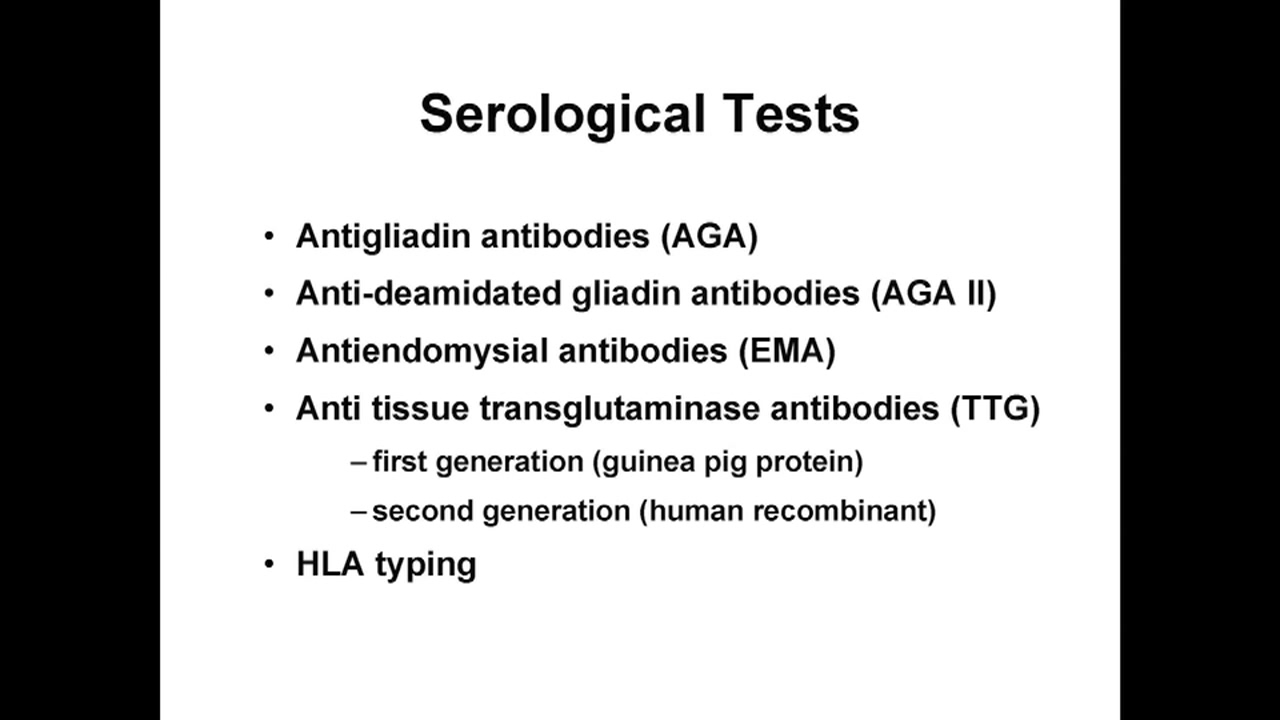 Serological Tests
• Antigliadin antibodies (AGA)
• Anti-deamidated gliadin antibodies (AGA II)
• Antiendomysial antibodies (EMA)
• Anti tissue transglutaminase antibodies (TTG)
– first generation (guinea pig protein)
– second generation (human recombinant)
• HLA typing